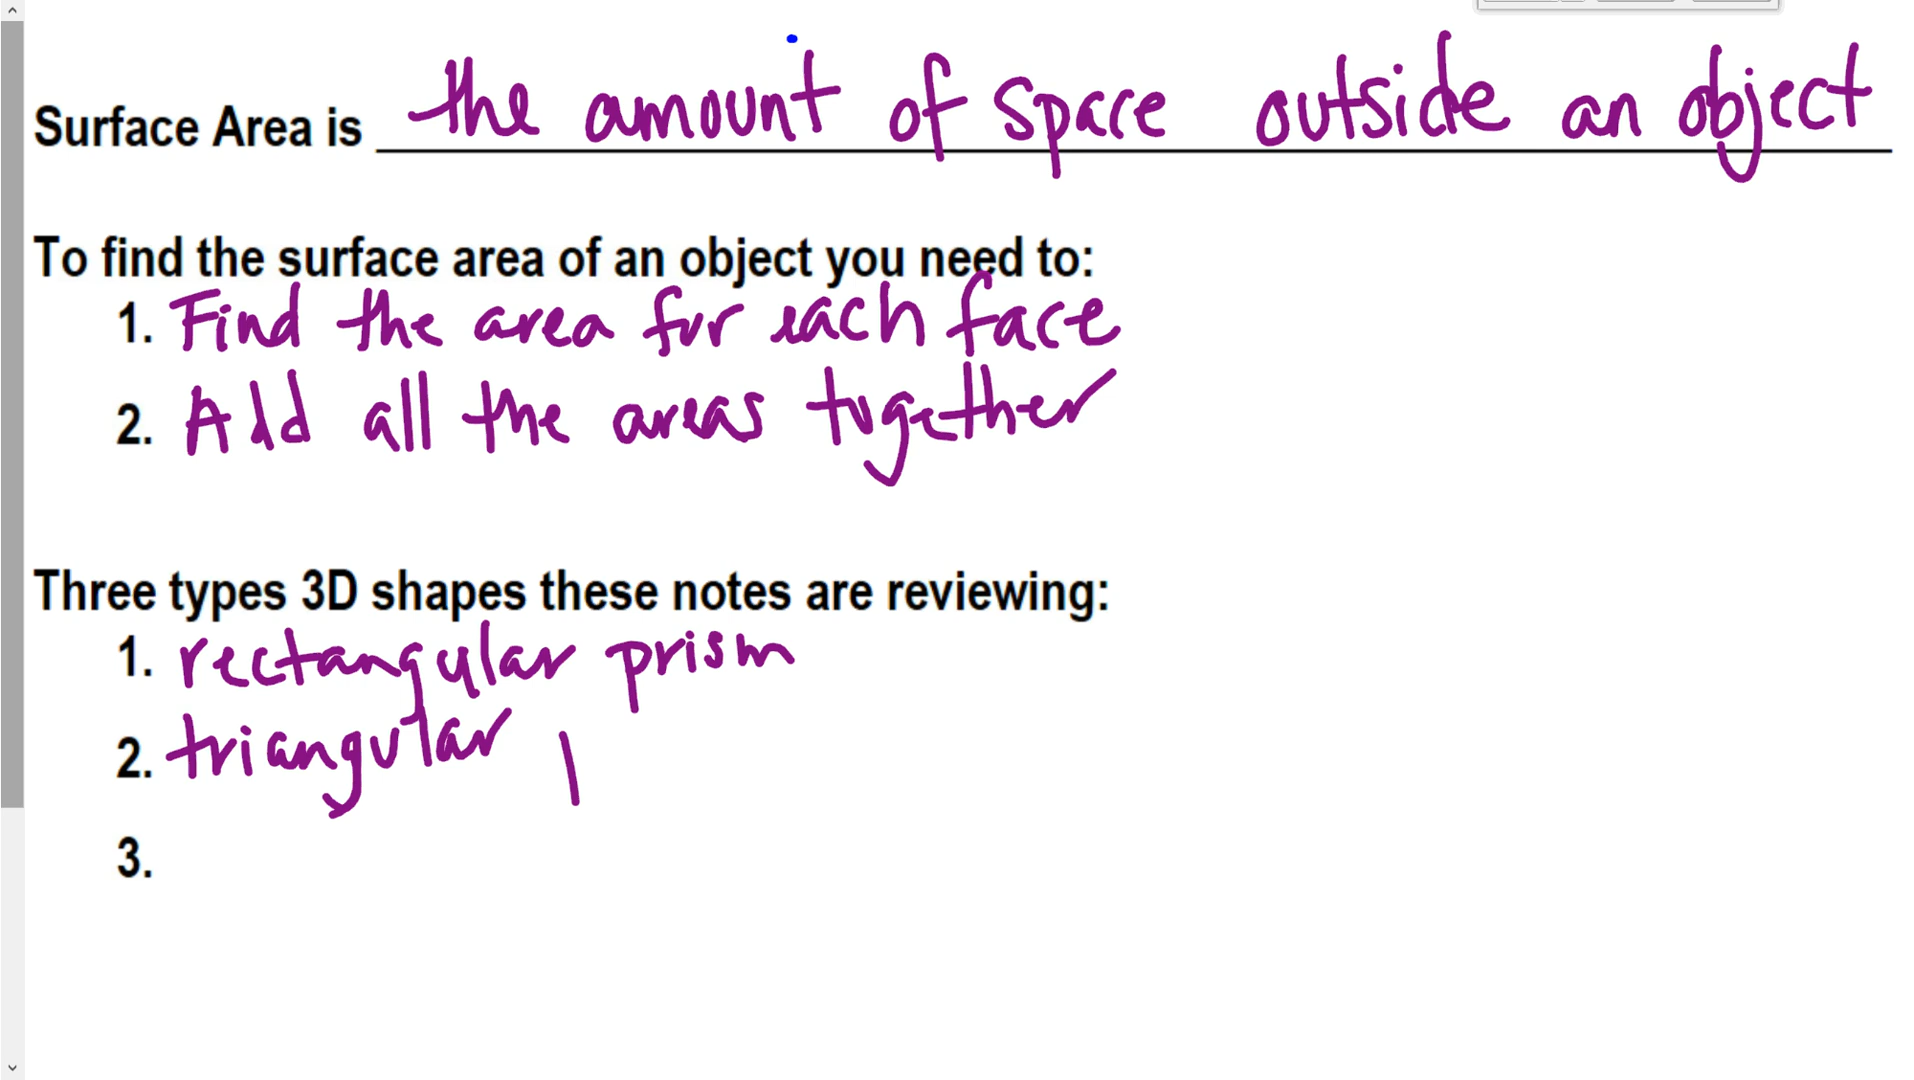 Surface Area is the amount of space outside an object
To find the surface area of an object you need to:
1. Find the area for each face
2. Add all the areas together
Three types 3D shapes these notes are reviewing:
1. rectangular prism
2. triangular
3.